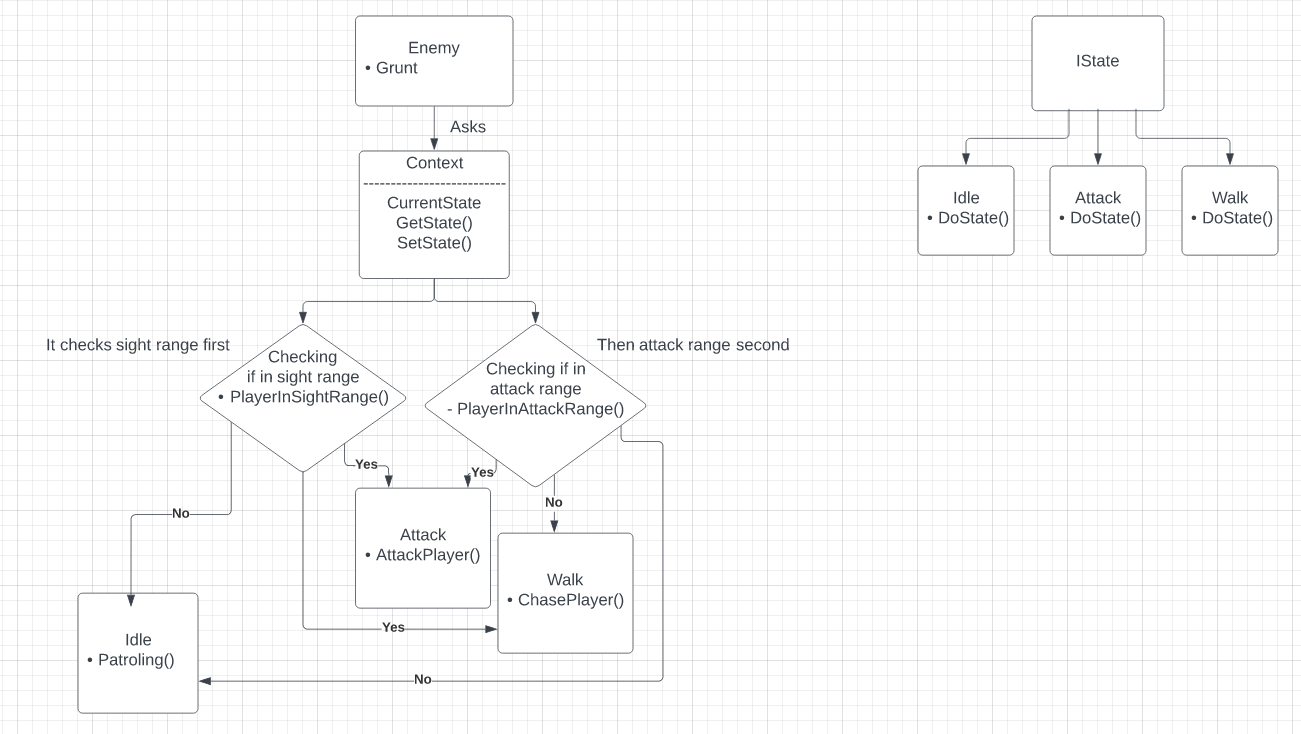 Enemy
• Grunt
Asks
Context
------------------------------
CurrentState
GetState()
SetState()
It checks sight range first
Checking
if in sight range
• PlayerInSightRange()
Then attack range second
Checking if in
attack range
- PlayerInAttackRange()
Yes
Yes
No
No
Attack
• AttackPlayer()
Walk
• ChasePlayer()
Yes
Idle
• Patroling()
No
IState
Idle
• DoState()
Attack
• DoState()
Walk
• DoState()